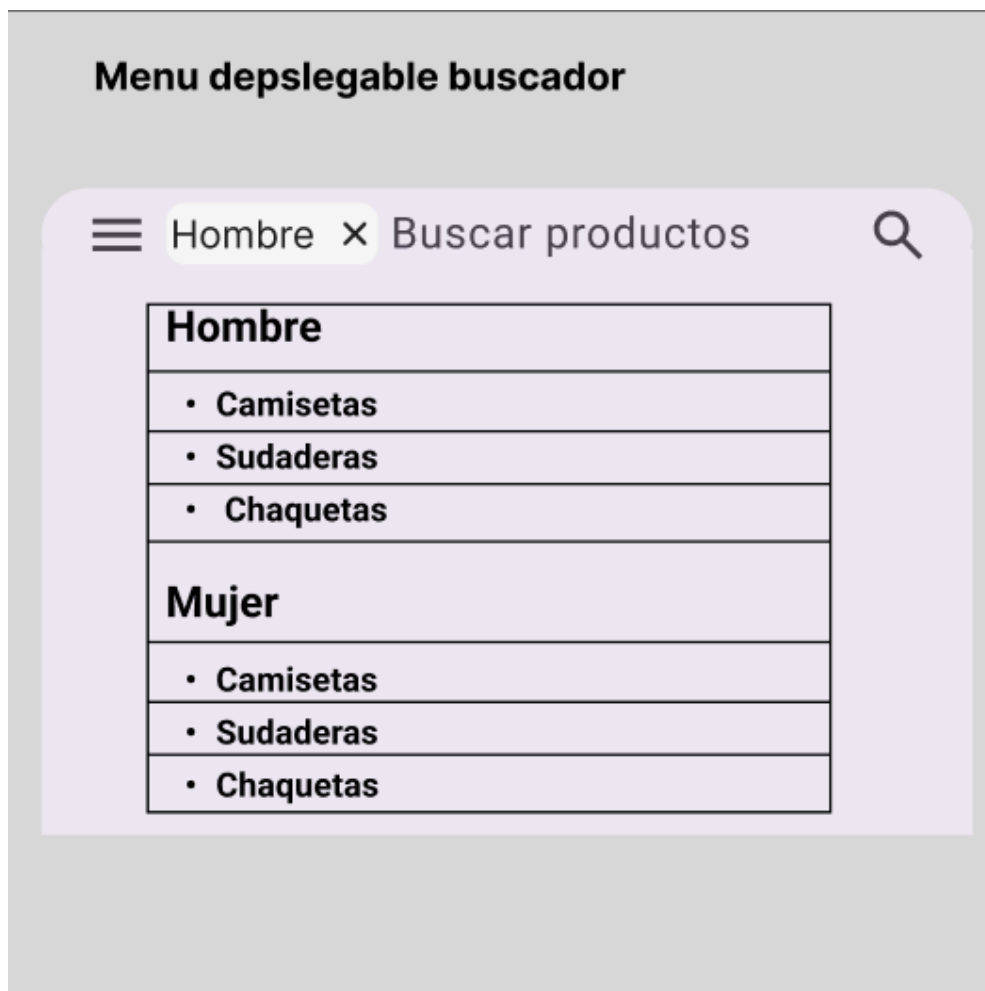 Menu depslegable buscador
Hombre × Buscar productos
Hombre
• Camisetas
• Sudaderas
• Chaquetas
Mujer
• Camisetas
• Sudaderas
• Chaquetas